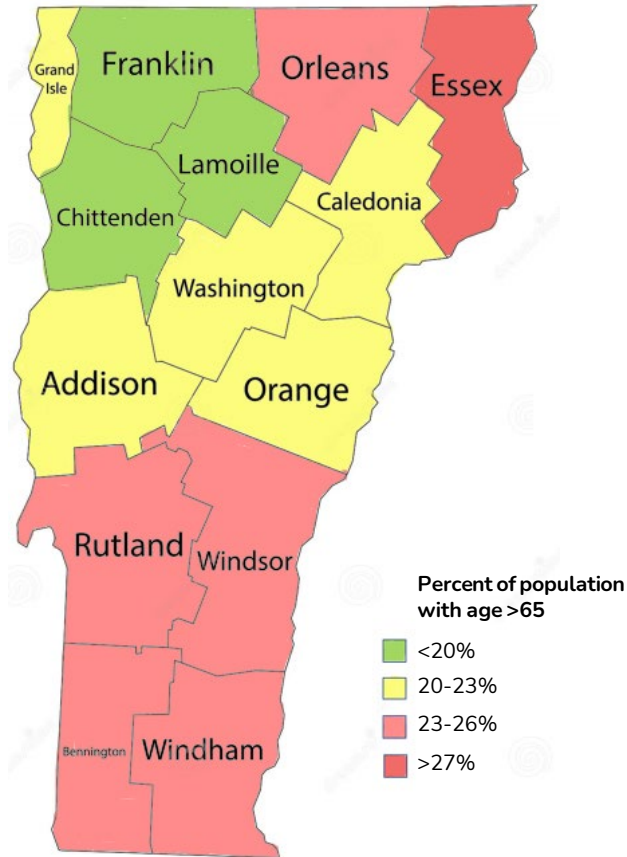 Grand
Isle
Franklin
Orleans
Essex
Lamoille
Caledonia
Chittenden
Washington
Addison
Orange
Rutland
Windsor
Bennington
Windham
Percent of population
with age >65
<20%
20-23%
23-26%
>27%